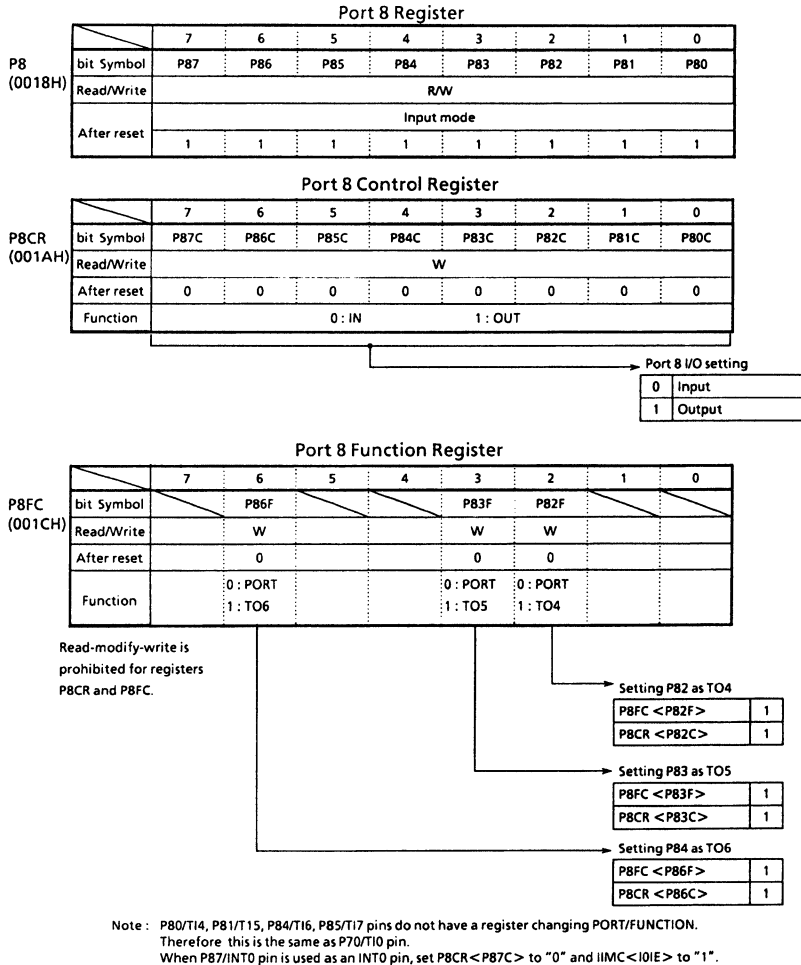 Port 8 Register
7 6 5 4 3 2 1 0
P8
(0018H)
bit Symbol P87 P86 P85 P84 P83 P82 P81 P80
Read/Write R/W
After reset Input mode
1 1 1 1 1 1 1 1
Port 8 Control Register
7 6 5 4 3 2 1 0
P8CR
(001AH)
bit Symbol P87C P86C P85C P84C P83C P82C P81C P80C
Read/Write W
After reset 0 0 0 0 0 0 0 0
Function 0 : IN 1 : OUT
Port 8 I/O setting
0 Input
1 Output
Port 8 Function Register
7 6 5 4 3 2 1 0
P8FC
(001CH)
bit Symbol P86F P83F P82F
Read/Write W W W
After reset 0 0 0
Function 0 : PORT 0 : PORT 0 : PORT
1 : TO6 1 : TO5 1 : TO4
Read-modify-write is
prohibited for registers
P8CR and P8FC.
Setting P82 as TO4
P8FC <P82F> 1
P8CR <P82C> 1
Setting P83 as TO5
P8FC <P83F> 1
P8CR <P83C> 1
Setting P84 as TO6
P8FC <P86F> 1
P8CR <P86C> 1
Note : P80/TI4, P81/T15, P84/TI6, P85/Ti7 pins do not have a register changing PORT/FUNCTION.
Therefore this is the same as P70/TI0 pin.
When P87/INT0 pin is used as an INT0 pin, set P8CR<P87C> to "0" and IIMC<I0IE> to "1".